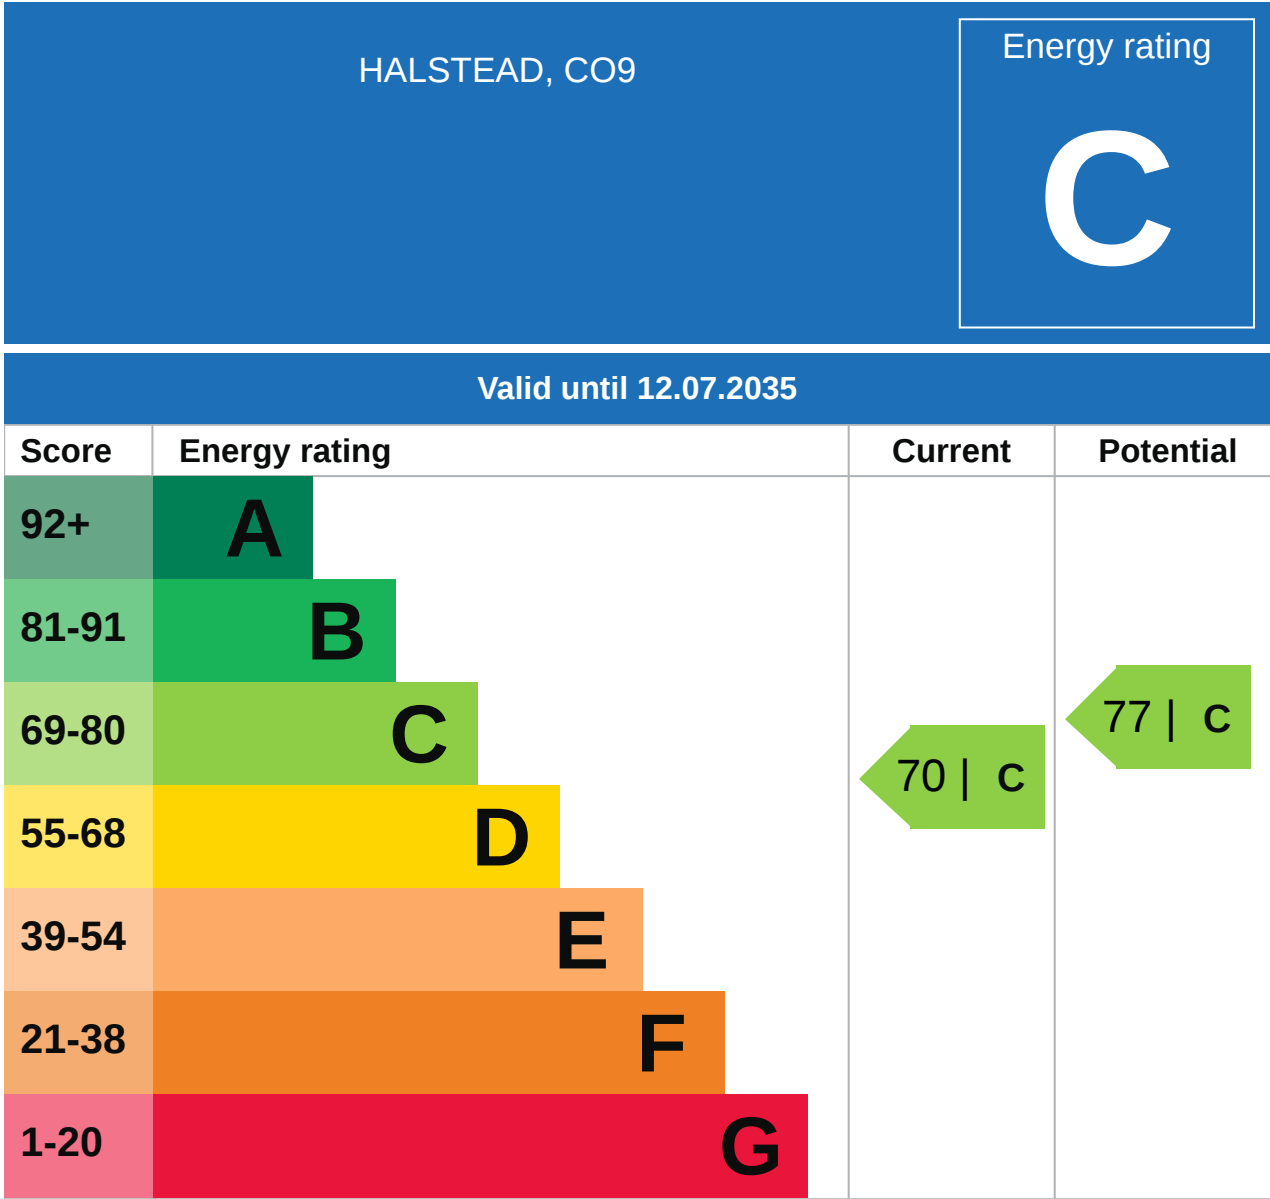 HALSTEAD, CO9
Energy rating
C
Valid until 12.07.2035
Score Energy rating Current Potential
92+ A
81-91 B
69-80 C
77 | C
70 | C
55-68 D
39-54 E
21-38 F
1-20 G